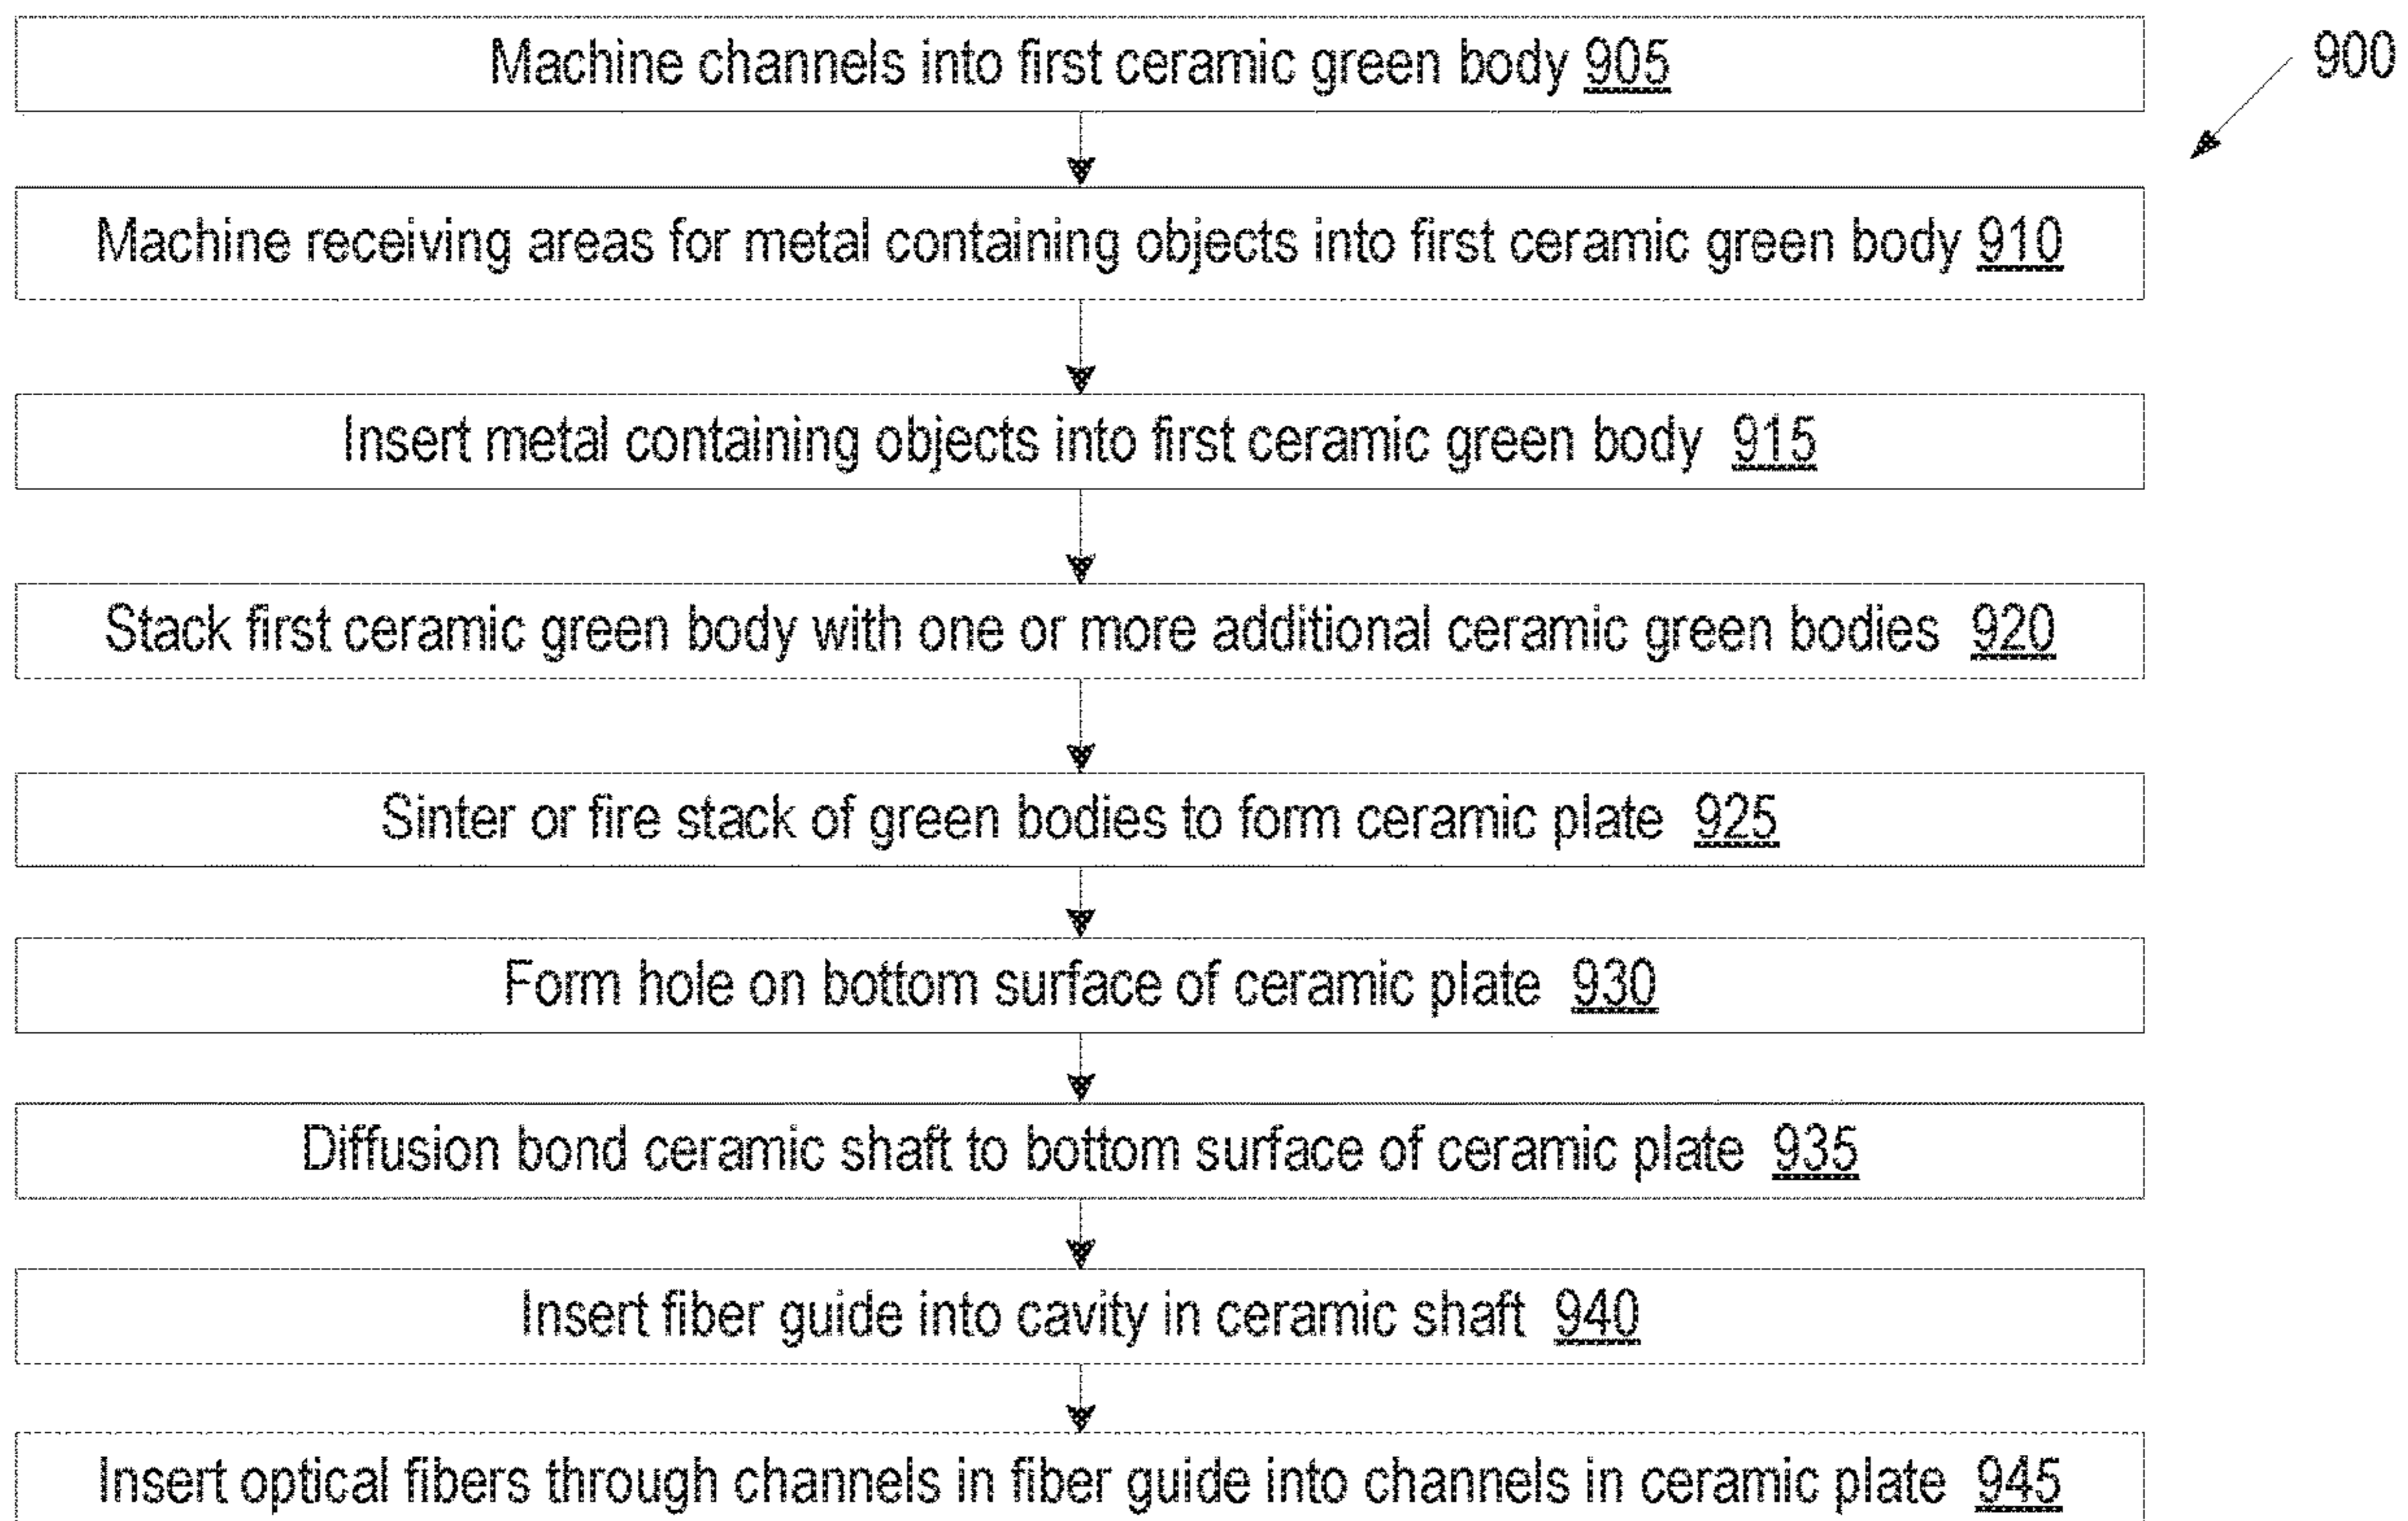 Machine channels into first ceramic green body 905
900
Machine receiving areas for metal containing objects into first ceramic green body 910
Insert metal containing objects into first ceramic green body 915
Stack first ceramic green body with one or more additional ceramic green bodies 920
Sinter or fire stack of green bodies to form ceramic plate 925
Form hole on bottom surface of ceramic plate 930
Diffusion bond ceramic shaft to bottom surface of ceramic plate 935
Insert fiber guide into cavity in ceramic shaft 940
Insert optical fibers through channels in fiber guide into channels in ceramic plate 945